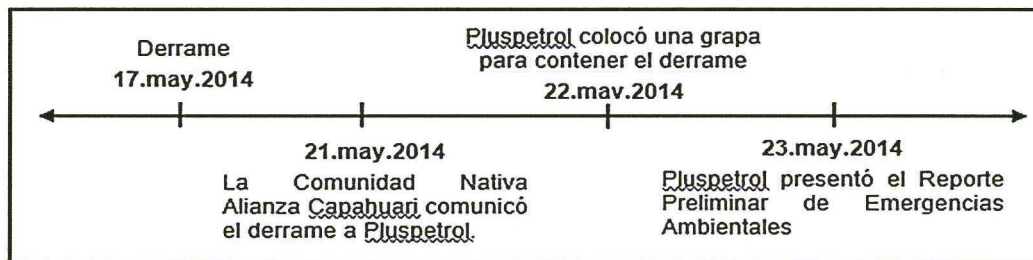 Derrame
17.may.2014
Pluspetrol colocó una grapa
para contener el derrame
22.may.2014
21.may.2014
La Comunidad Nativa
Alianza Capahuari comunicó
el derrame a Pluspetrol.
23.may.2014
Pluspetrol presentó el Reporte
Preliminar de Emergencias
Ambientales